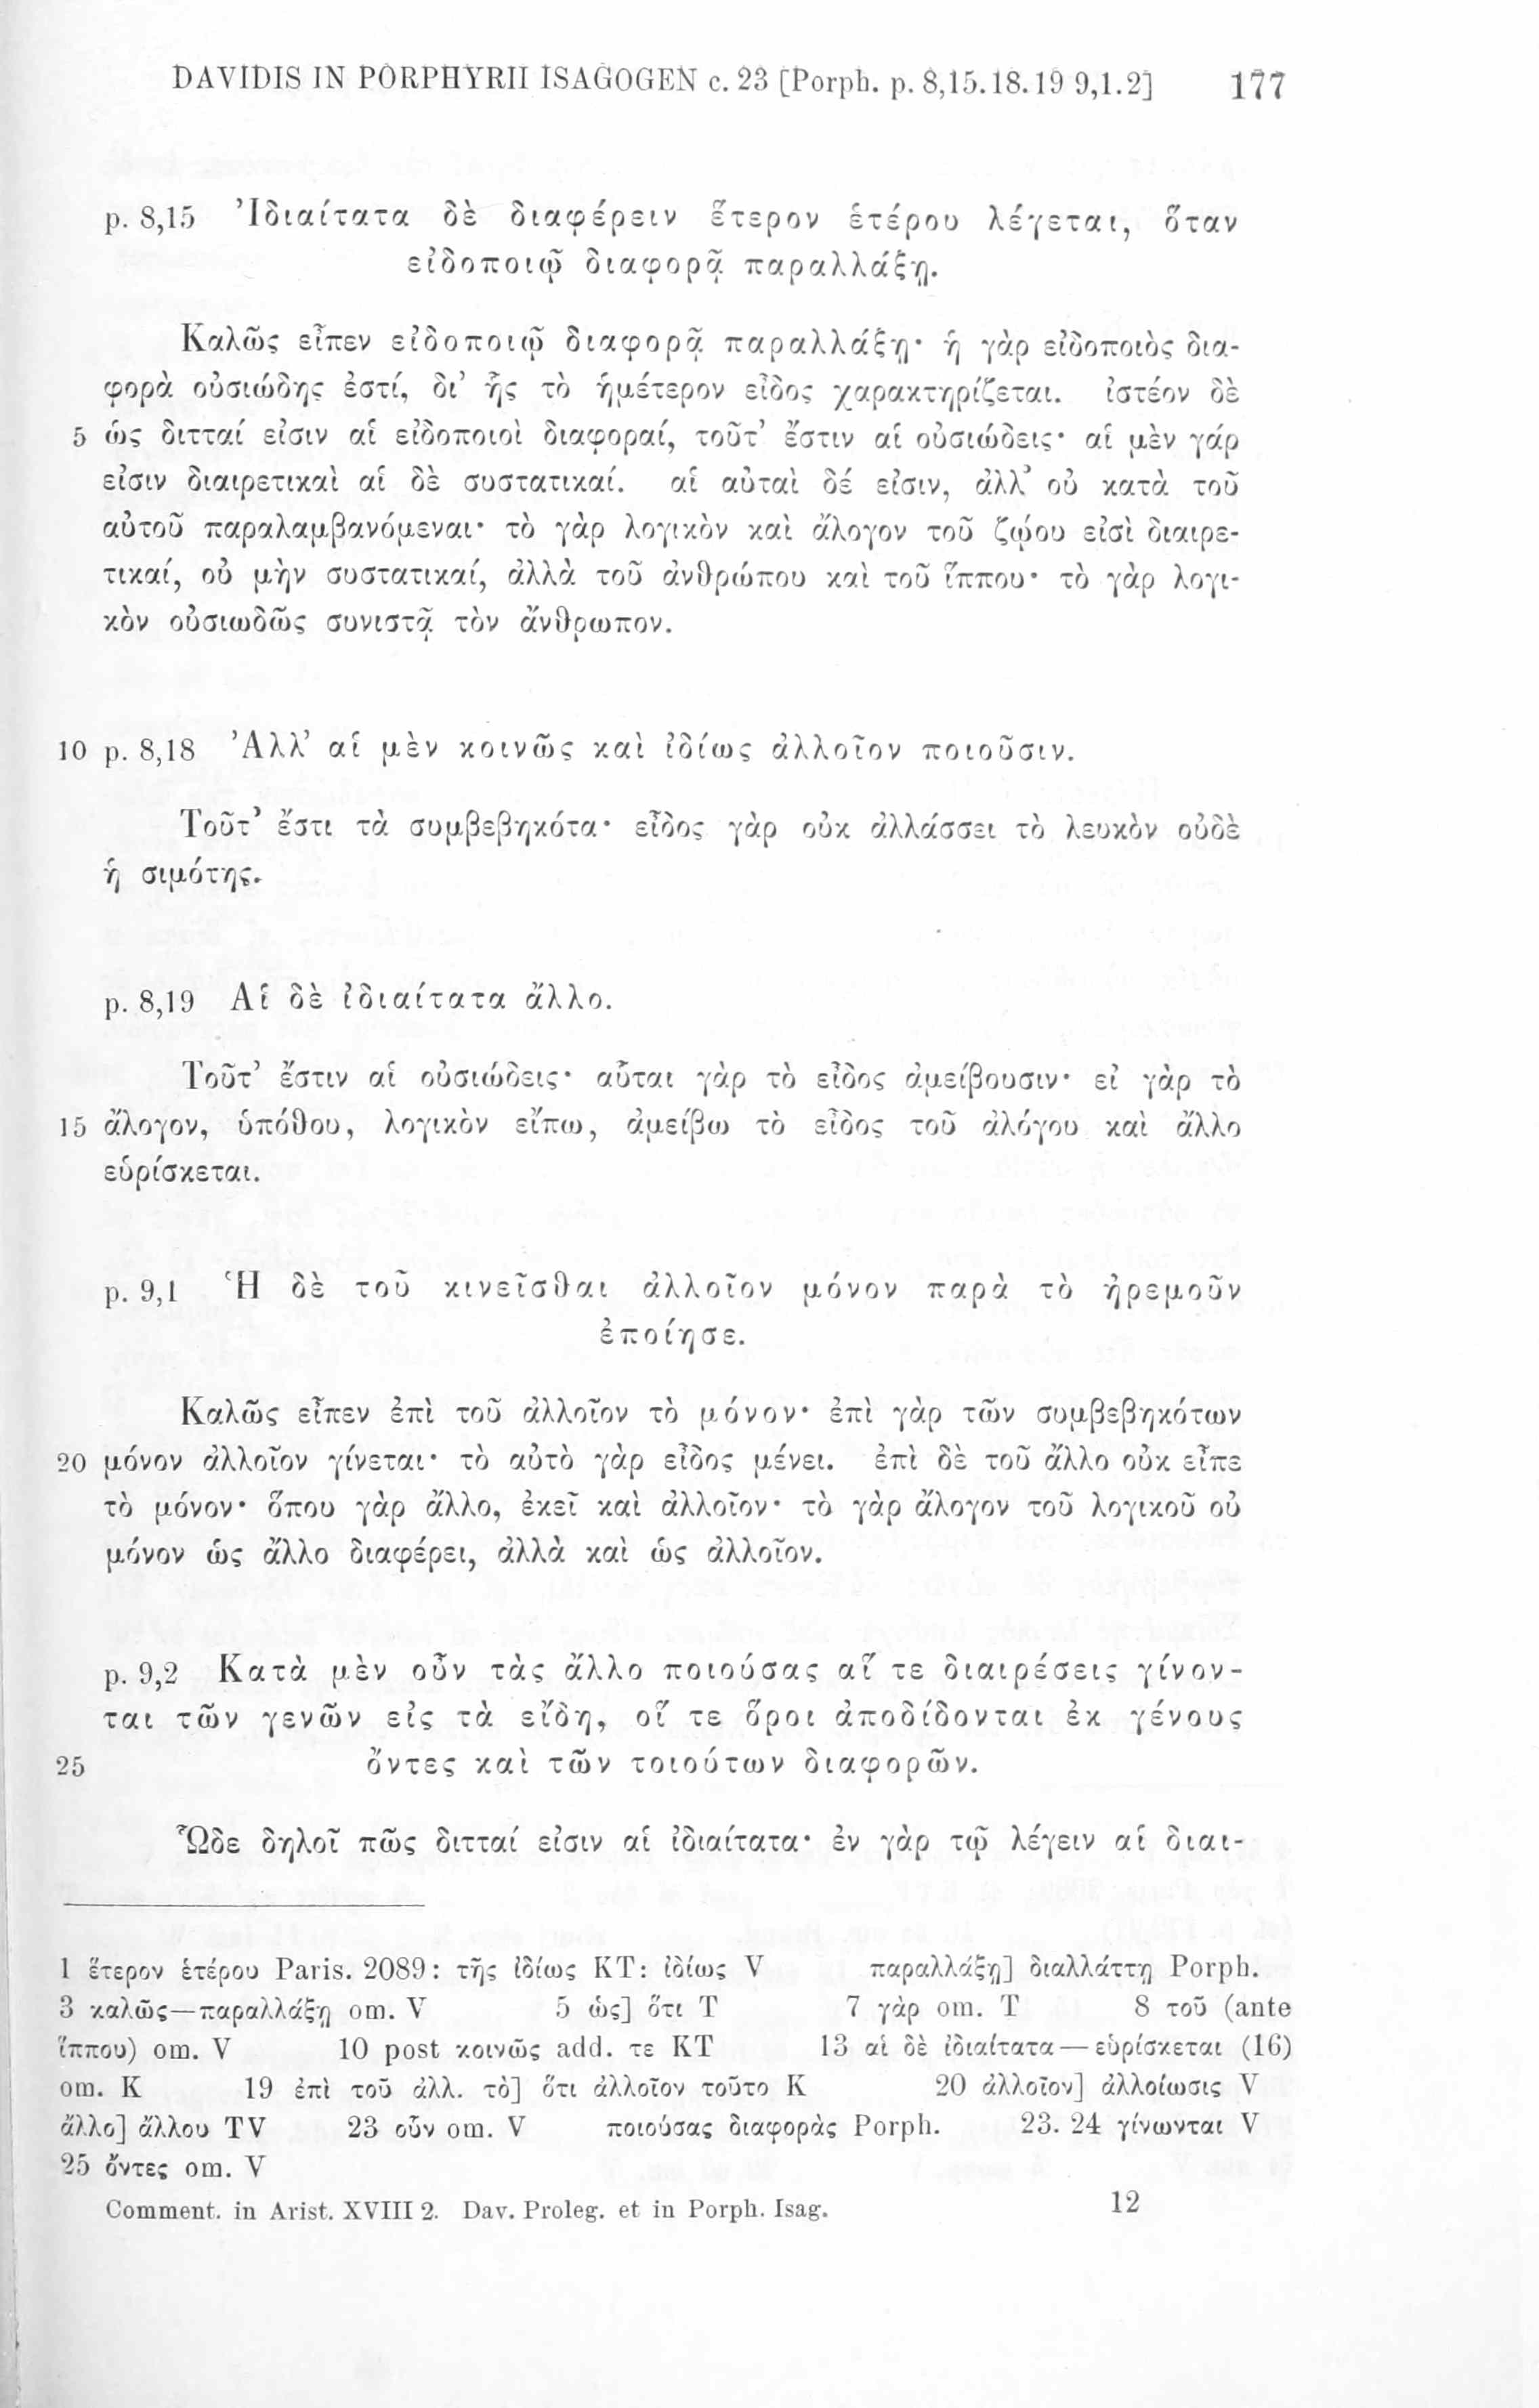 DAVIDIS IN PORPHYRII ISAGOGEN c. 23 [Porph. p. 8,15.18.19 9,1.2] 177
p. 8,15 Ἰδιαίτατα δὲ διαφέρειν ἕτερον ἑτέρου λέγεται, ὅταν
εἰδοποιῷ διαφορᾷ παραλλάξῃ.
Καλῶς εἶπεν εἰδοποιῷ διαφορᾷ παραλλάξῃ· ἡ γὰρ εἰδοποιὸς δια-
φορὰ οὐσιώδης ἐστί, δι’ ἧς τὸ ἡμέτερον εἶδος χαρακτηρίζεται. ἰστέον δὲ
5 ὡς διτταί εἰσιν αἱ εἰδοποιοὶ διαφοραί, τοῦτ’ ἔστιν αἱ οὐσιώδεις· αἱ μὲν γάρ
εἰσιν διαιρετικαὶ αἱ δὲ συστατικαί. αἱ αὐταὶ δέ εἰσιν, ἀλλ’ οὐ κατὰ τοῦ
αὐτοῦ παραλαμβανόμεναι· τὸ γὰρ λογικὸν καὶ ἄλογον τοῦ ζῴου εἰσὶ διαιρε-
τικαί, οὐ μὴν συστατικαί, ἀλλὰ τοῦ ἀνθρώπου καὶ τοῦ ἵππου· τὸ γὰρ λογι-
κὸν οὐσιωδῶς συνιστᾷ τὸν ἄνθρωπον.
10 p. 8,18 Ἀλλ’ αἱ μὲν κοινῶς καὶ ἰδίως ἀλλοῖον ποιοῦσιν.
Τοῦτ’ ἔστι τὰ συμβεβηκότα· εἶδος γὰρ οὐκ ἀλλάσσει τὸ λευκὸν οὐδὲ
ἡ σιμότης.
p. 8,19 Αἱ δὲ ἰδιαίτατα ἄλλο.
Τοῦτ’ ἔστιν αἱ οὐσιώδεις· αὗται γὰρ τὸ εἶδος ἀμείβουσιν· εἰ γὰρ τὸ
15 ἄλογον, ὑπόθου, λογικὸν εἴπω, ἀμείβω τὸ εἶδος τοῦ ἀλόγου καὶ ἄλλο
εὑρίσκεται.
p. 9,1 Ἡ δὲ τοῦ κινεῖσθαι ἀλλοῖον μόνον παρὰ τὸ ἠρεμοῦν
ἐποίησε.
Καλῶς εἶπεν ἐπὶ τοῦ ἀλλοῖον τὸ μόνον· ἐπὶ γὰρ τῶν συμβεβηκότων
20 μόνον ἀλλοῖον γίνεται· τὸ αὐτὸ γὰρ εἶδος μένει. ἐπὶ δὲ τοῦ ἄλλο οὐκ εἶπε
τὸ μόνον· ὅπου γὰρ ἄλλο, ἐκεῖ καὶ ἀλλοῖον· τὸ γὰρ ἄλογον τοῦ λογικοῦ οὐ
μόνον ὡς ἄλλο διαφέρει, ἀλλὰ καὶ ὡς ἀλλοῖον.
p. 9,2 Κατὰ μὲν οὖν τὰς ἄλλο ποιούσας αἵ τε διαιρέσεις γίνον-
ται τῶν γενῶν εἰς τὰ εἴδη, οἵ τε ὅροι ἀποδίδονται ἐκ γένους
25 ὄντες καὶ τῶν τοιούτων διαφορῶν.
Ὧδε δηλοῖ πῶς διτταί εἰσιν αἱ ἰδιαίτατα· ἐν γὰρ τῷ λέγειν αἱ διαι-
1 ἕτερον ἑτέρου Paris. 2089: τῆς ἰδίως KT: ἰδίως V παραλλάξῃ] διαλλάττῃ Porph.
3 καλῶς—παραλλάξῃ om. V 5 ὡς] ὅτι T 7 γὰρ om. T 8 τοῦ (ante
ἵππου) om. V 10 post κοινῶς add. τε KT 13 αἱ δὲ ἰδιαίτατα—εὑρίσκεται (16)
om. K 19 ἐπὶ τοῦ ἀλλ. τὸ] ὅτι ἀλλοῖον τοῦτο K 20 ἀλλοῖον] ἀλλοίωσις V
ἄλλο] ἄλλου TV 23 οὖν om. V ποιούσας διαφορὰς Porph. 23. 24 γίνωνται V
25 ὄντες om. V
Comment. in Arist. XVIII 2. Dav. Proleg. et in Porph. Isag. 12